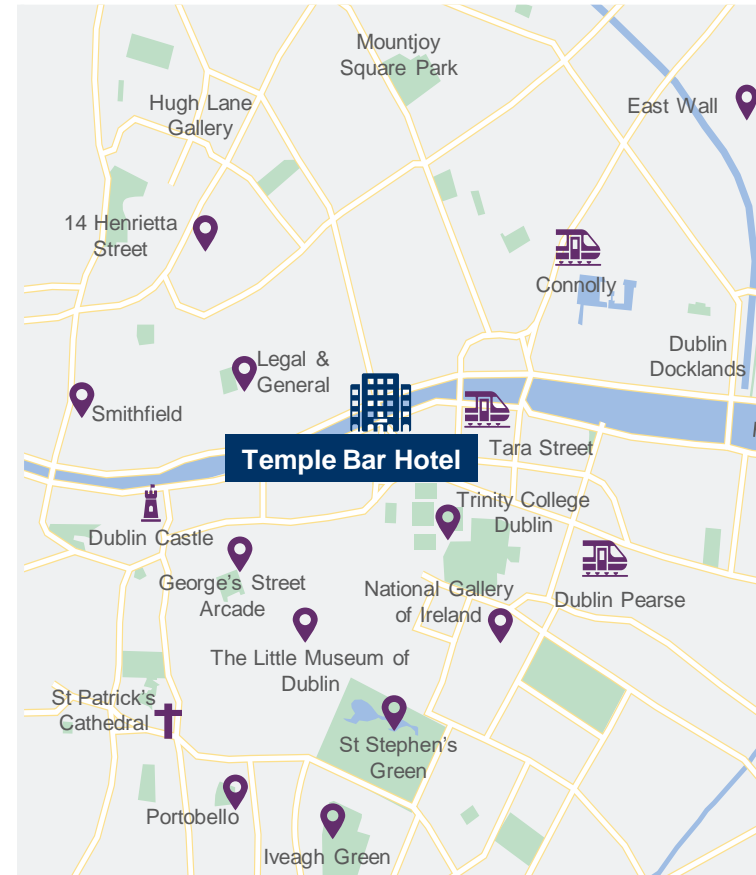 Mountjoy
Square Park
East Wall
Hugh Lane
Gallery
14 Henrietta
Street
Connolly
Dublin
Docklands
Legal &
General
Smithfield
Temple Bar Hotel
Tara Street
Trinity College
Dublin
Dublin Castle
George's Street
Arcade
National Gallery
of Ireland
Dublin Pearse
The Little Museum of
Dublin
St Patrick's
Cathedral
St Stephen's
Green
Portobello
Iveagh Green